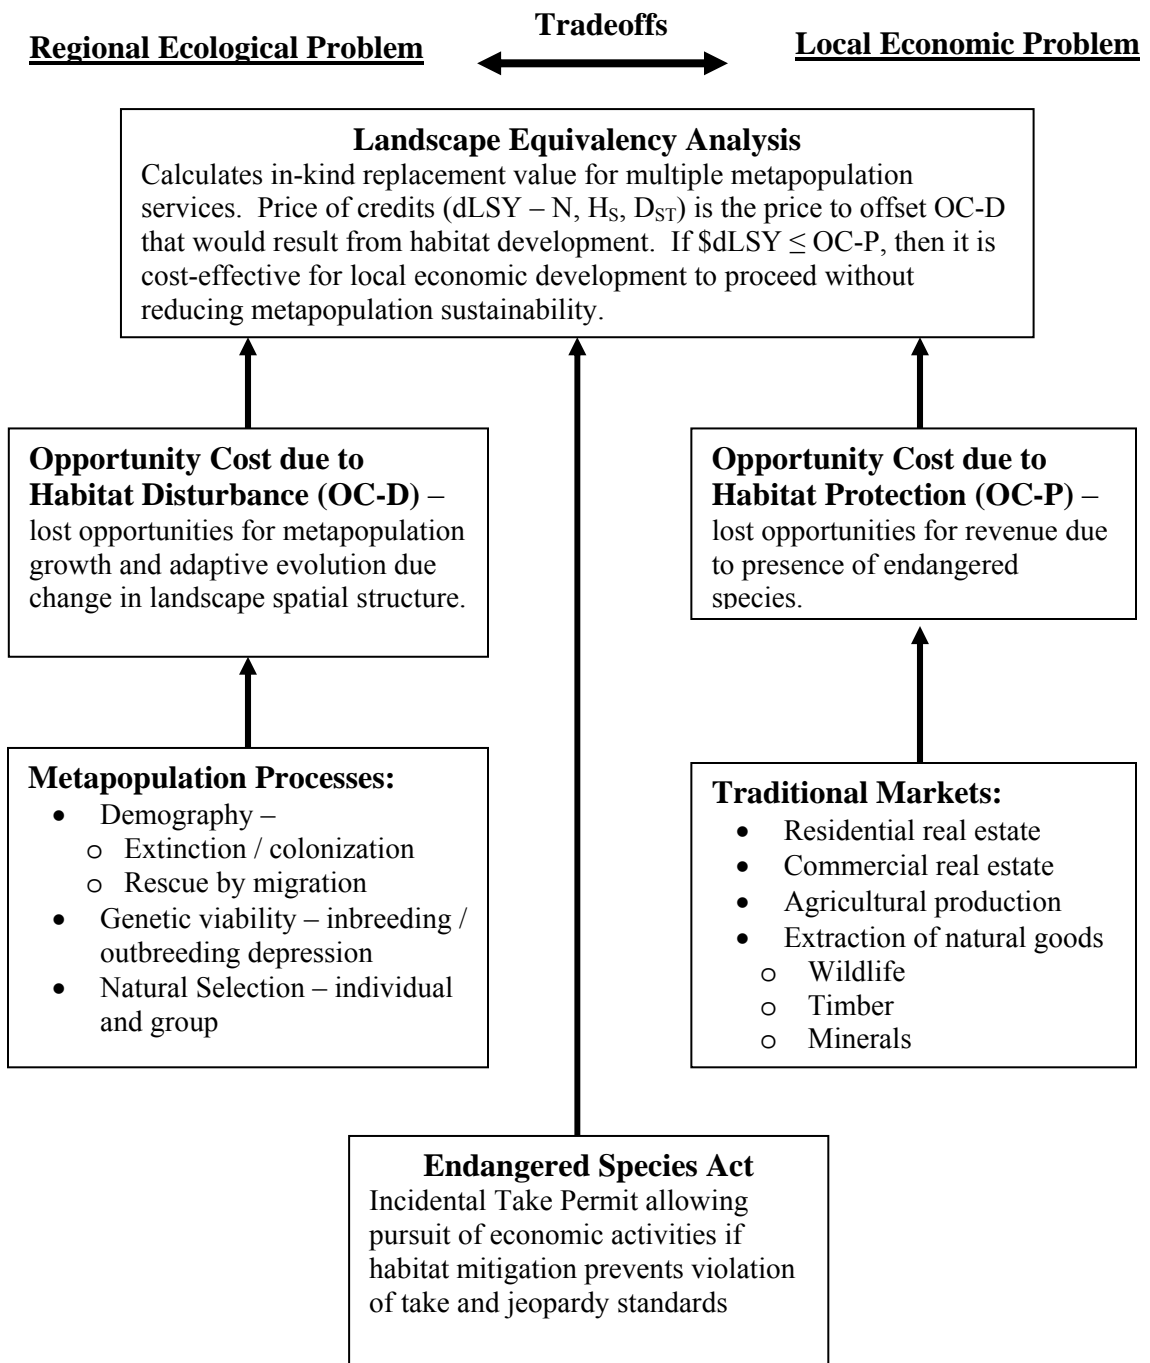 Tradeoffs
Regional Ecological Problem
Local Economic Problem
Landscape Equivalency Analysis
Calculates in-kind replacement value for multiple metapopulation
services.  Price of credits (dLSY – N, H_S, D_ST) is the price to offset OC-D
that would result from habitat development.  If $dLSY ≤ OC-P, then it is
cost-effective for local economic development to proceed without
reducing metapopulation sustainability.
Opportunity Cost due to
Habitat Disturbance (OC-D) –
lost opportunities for metapopulation
growth and adaptive evolution due
change in landscape spatial structure.
Opportunity Cost due to
Habitat Protection (OC-P) –
lost opportunities for revenue due
to presence of endangered
species.
Metapopulation Processes:
• Demography –
o Extinction / colonization
o Rescue by migration
• Genetic viability – inbreeding /
outbreeding depression
• Natural Selection – individual
and group
Traditional Markets:
• Residential real estate
• Commercial real estate
• Agricultural production
• Extraction of natural goods
o Wildlife
o Timber
o Minerals
Endangered Species Act
Incidental Take Permit allowing
pursuit of economic activities if
habitat mitigation prevents violation
of take and jeopardy standards